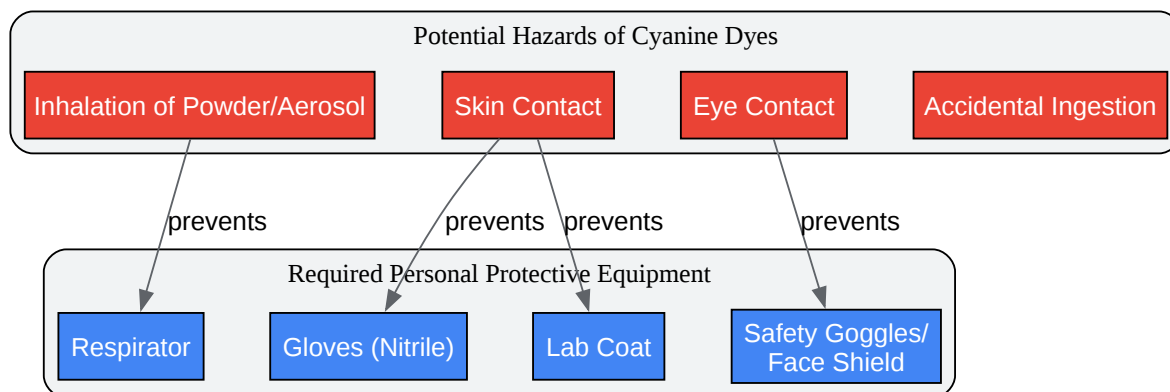 Potential Hazards of Cyanine Dyes
Inhalation of Powder/Aerosol
Skin Contact
Eye Contact
Accidental Ingestion
prevents
prevents
prevents
prevents
Required Personal Protective Equipment
Respirator
Gloves (Nitrile)
Lab Coat
Safety Goggles/
Face Shield